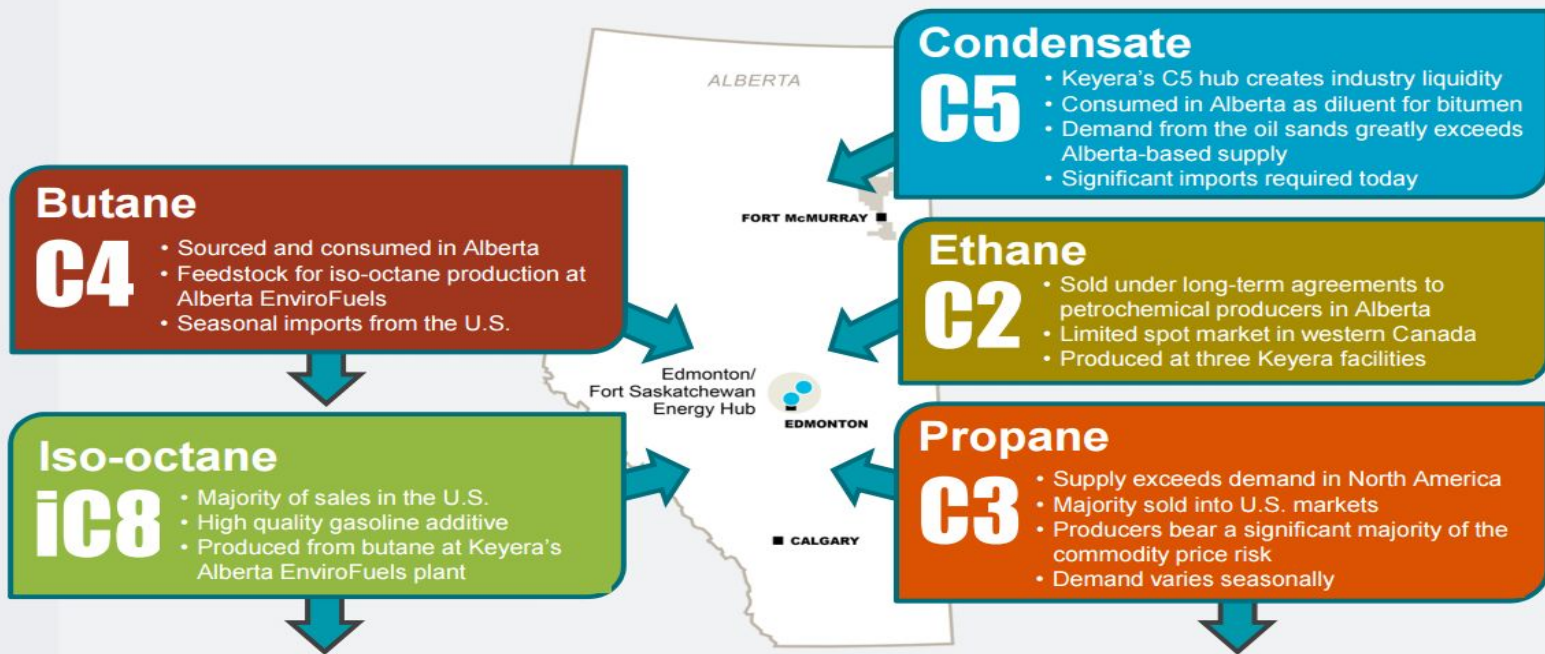 ALBERTA
Condensate
C5
• Keyera's C5 hub creates industry liquidity
• Consumed in Alberta as diluent for bitumen
• Demand from the oil sands greatly exceeds
Alberta-based supply
• Significant imports required today
Butane
C4
• Sourced and consumed in Alberta
• Feedstock for iso-octane production at
Alberta EnviroFuels
• Seasonal imports from the U.S.
FORT McMURRAY
Ethane
C2
• Sold under long-term agreements to
petrochemical producers in Alberta
• Limited spot market in western Canada
• Produced at three Keyera facilities
Edmonton/
Fort Saskatchewan
Energy Hub
EDMONTON
Iso-octane
iC8
• Majority of sales in the U.S.
• High quality gasoline additive
• Produced from butane at Keyera's
Alberta EnviroFuels plant
CALGARY
Propane
C3
• Supply exceeds demand in North America
• Majority sold into U.S. markets
• Producers bear a significant majority of the
commodity price risk
• Demand varies seasonally